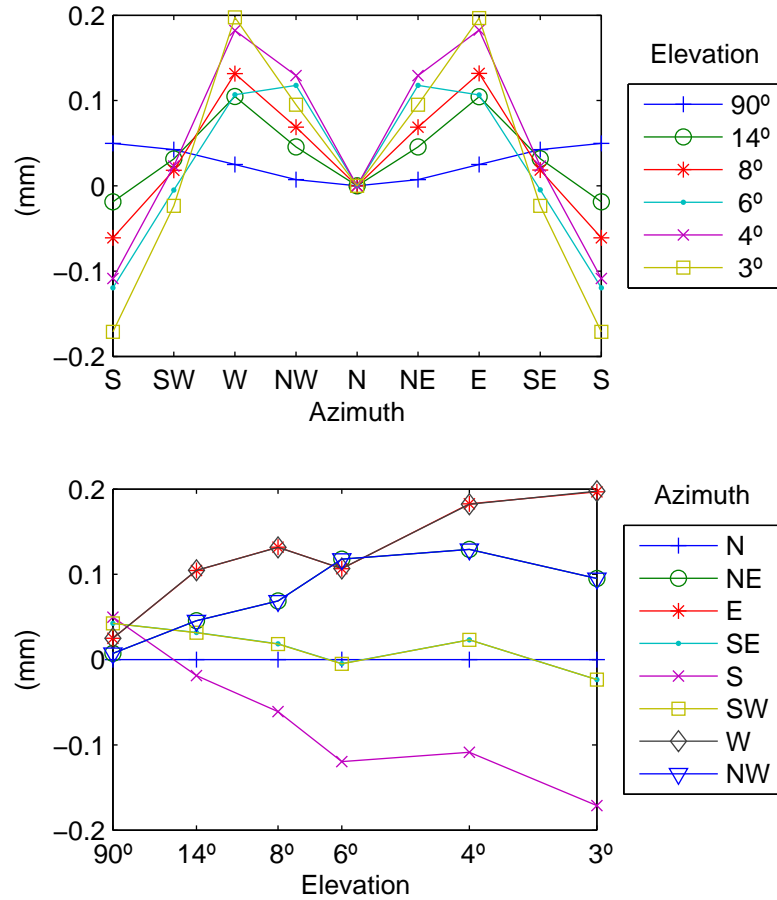 0.2
0.1
0
−0.1
−0.2
(mm)
S SW W NW N NE E SE S
Azimuth
Elevation
90º
14º
8º
6º
4º
3º
0.2
0.1
0
−0.1
−0.2
(mm)
90º 14º 8º 6º 4º 3º
Elevation
Azimuth
N
NE
E
SE
S
SW
W
NW